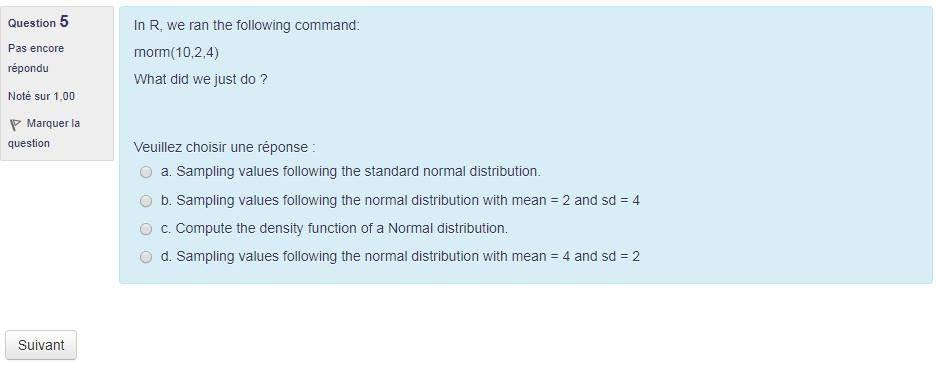 Question 5
Pas encore
répondu
Noté sur 1,00
Marquer la
question
In R, we ran the following command:
rnorm(10,2,4)
What did we just do ?
Veuillez choisir une réponse :
a. Sampling values following the standard normal distribution.
b. Sampling values following the normal distribution with mean = 2 and sd = 4
c. Compute the density function of a Normal distribution.
d. Sampling values following the normal distribution with mean = 4 and sd = 2
Suivant